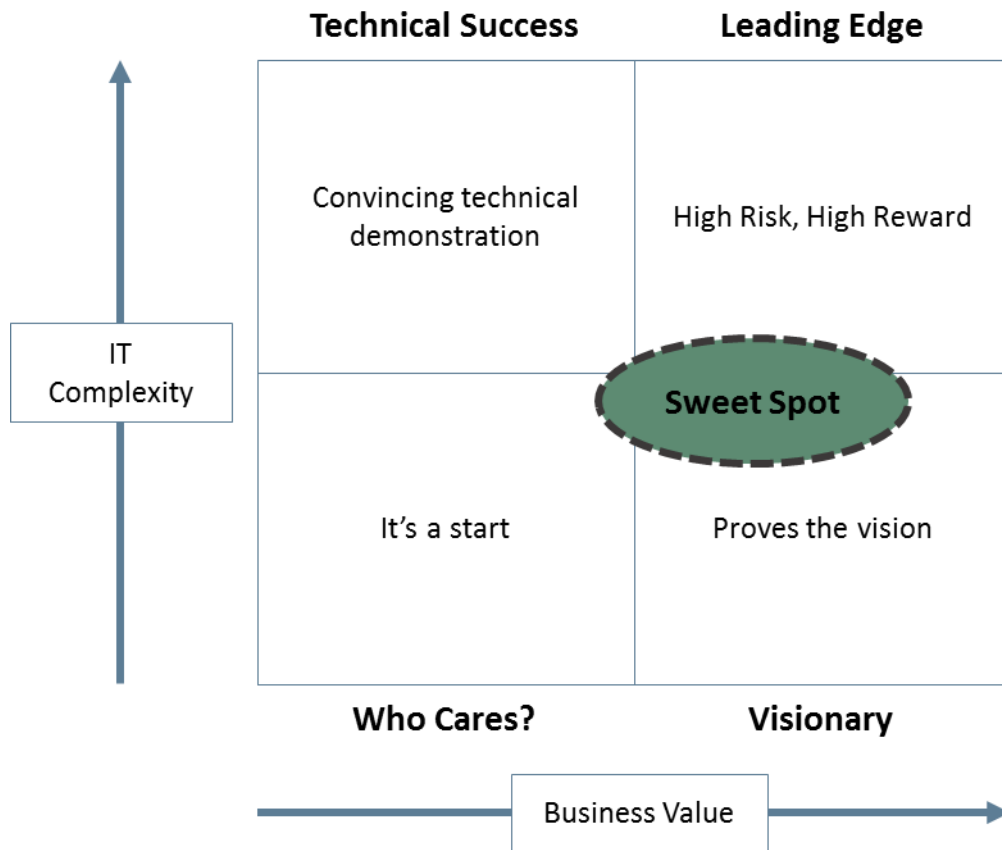 Technical Success
Leading Edge
Convincing technical
demonstration
High Risk, High Reward
IT
Complexity
Sweet Spot
It’s a start
Proves the vision
Who Cares?
Visionary
Business Value